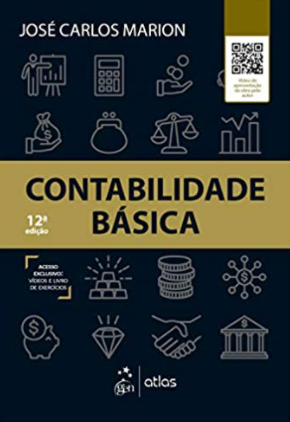 JOSÉ CARLOS MARION
Vídeo de
apresentação
da obra pelo
autor
CONTABILIDADE
12ª
edição
BÁSICA
ACESSO
EXCLUSIVO:
VÍDEOS E LIVRO
DE EXERCÍCIOS
gen
atlas